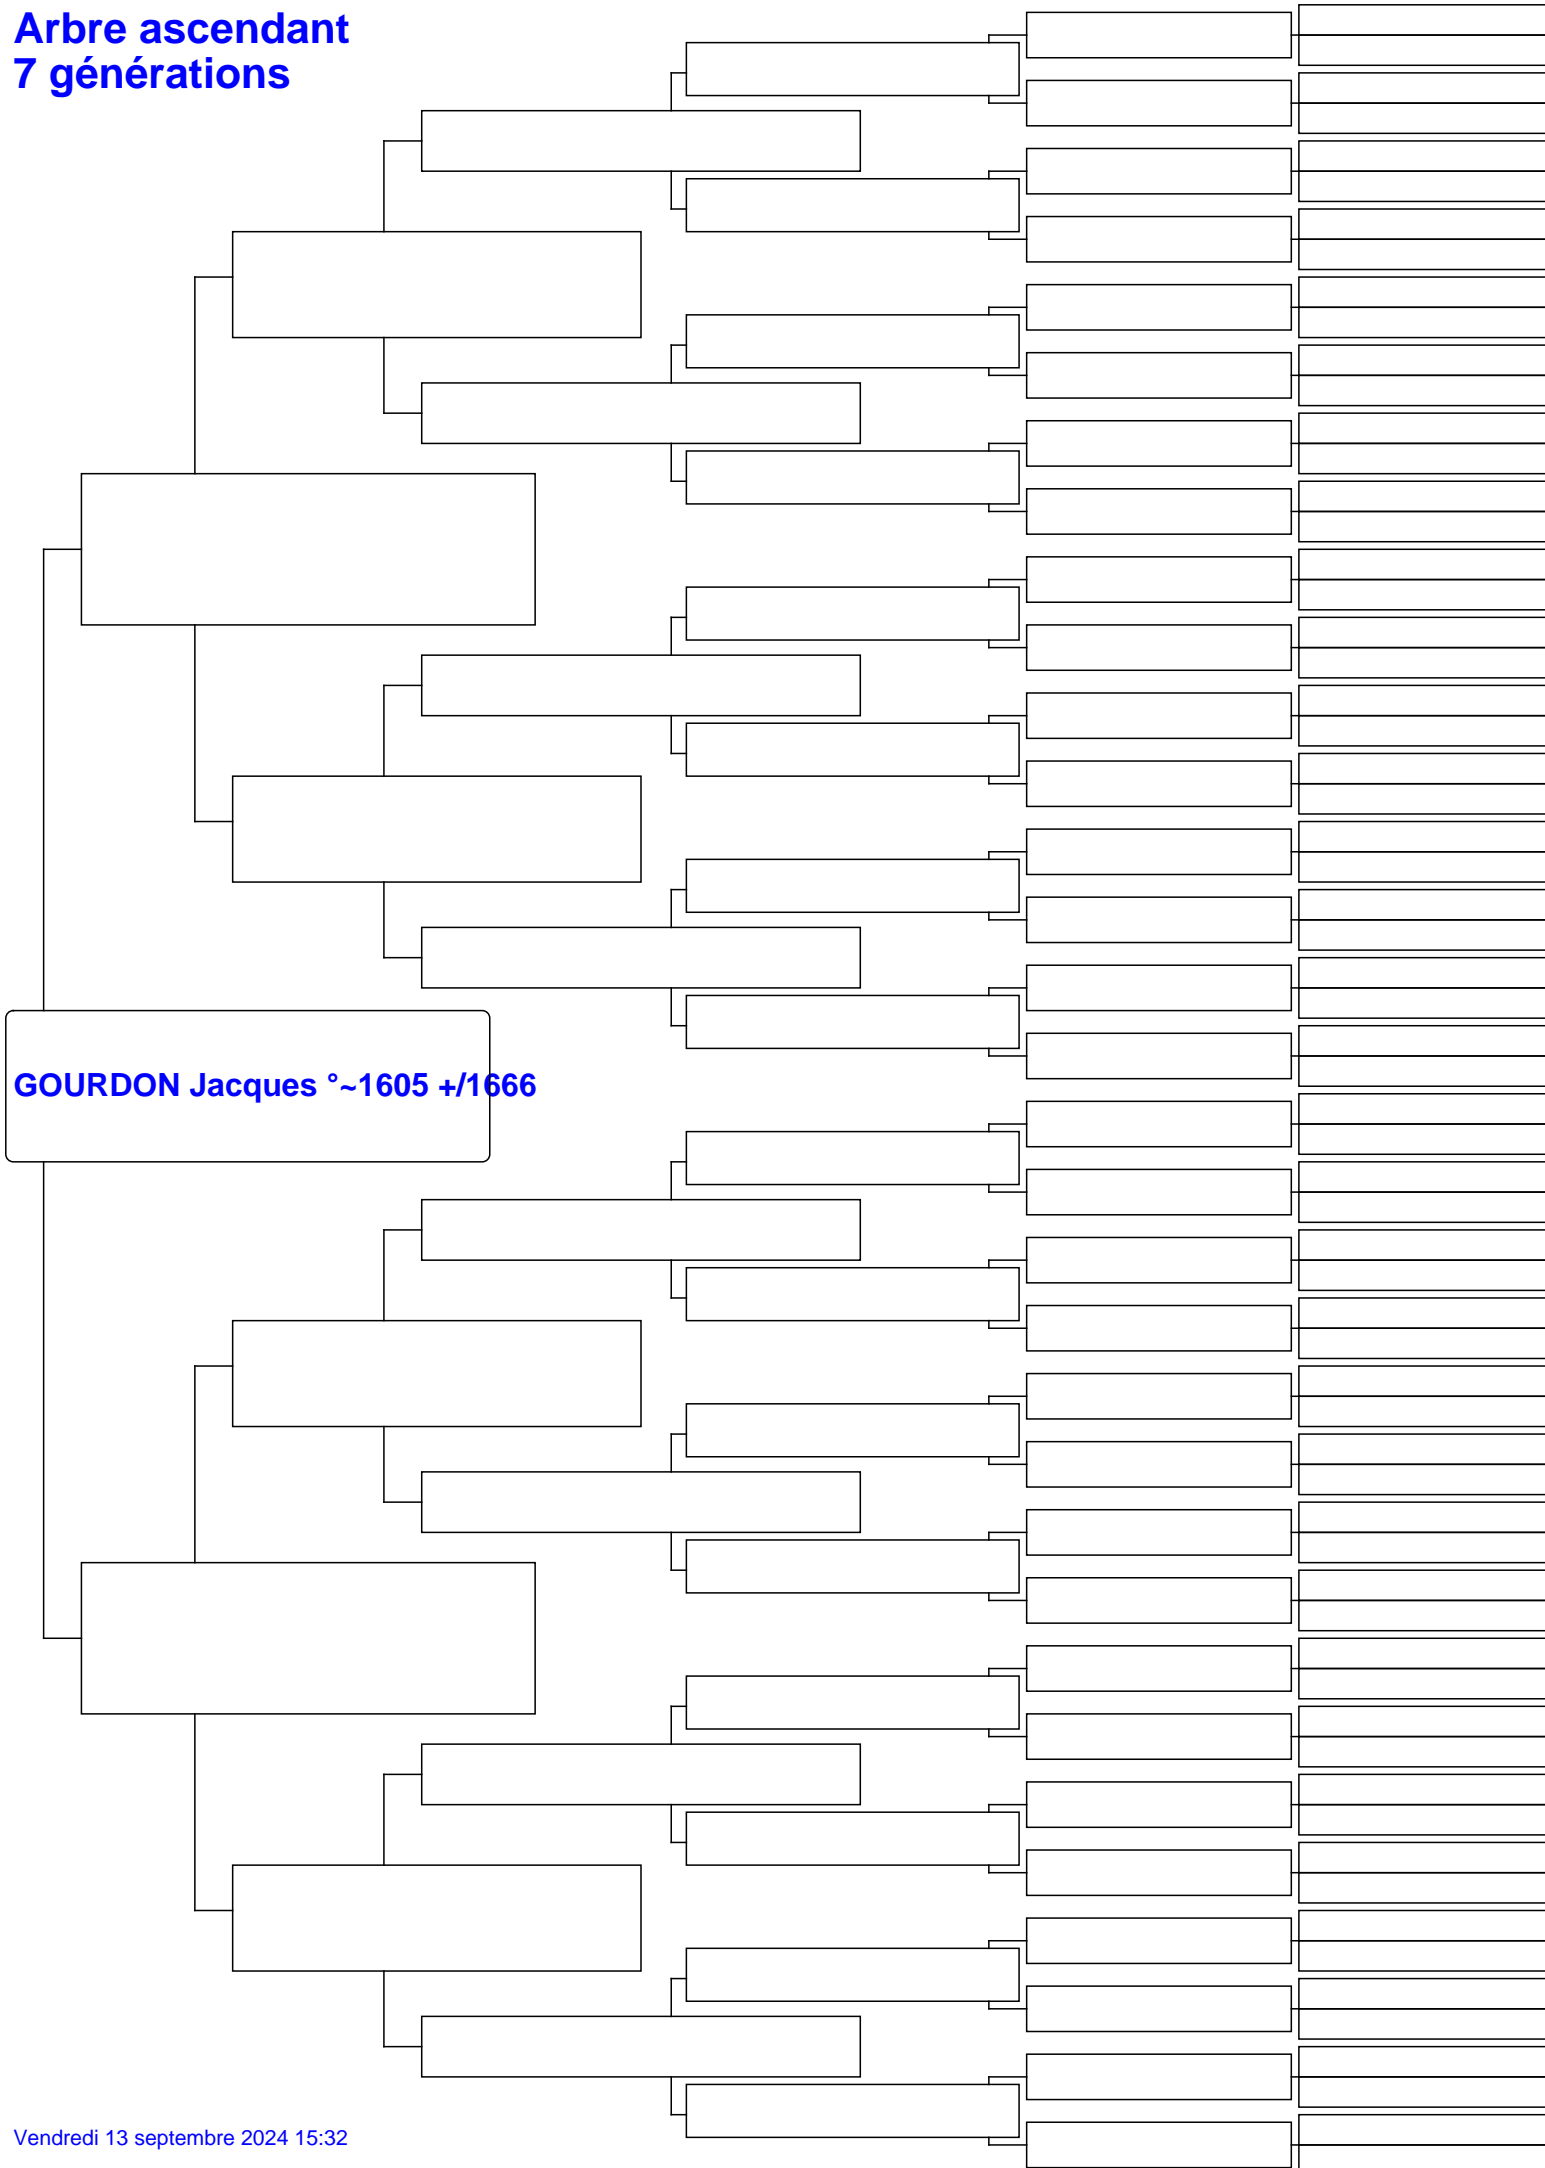 Arbre ascendant
7 générations
GOURDON Jacques °~1605 +/1666
Vendredi 13 septembre 2024 15:32